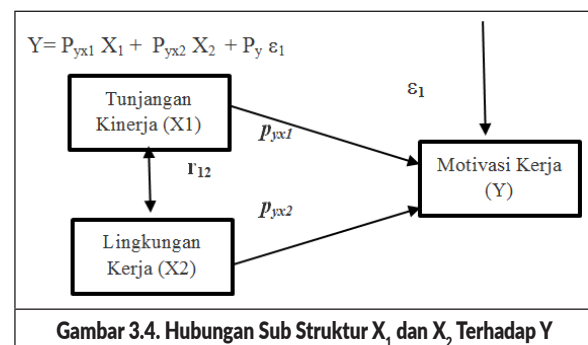 Y= Pyx1 X1 + Pyx2 X2 + Py ε1
Tunjangan
Kinerja (X1)
ε1
pyx1
r12
Motivasi Kerja
(Y)
pyx2
Lingkungan
Kerja (X2)
Gambar 3.4. Hubungan Sub Struktur X1 dan X2 Terhadap Y